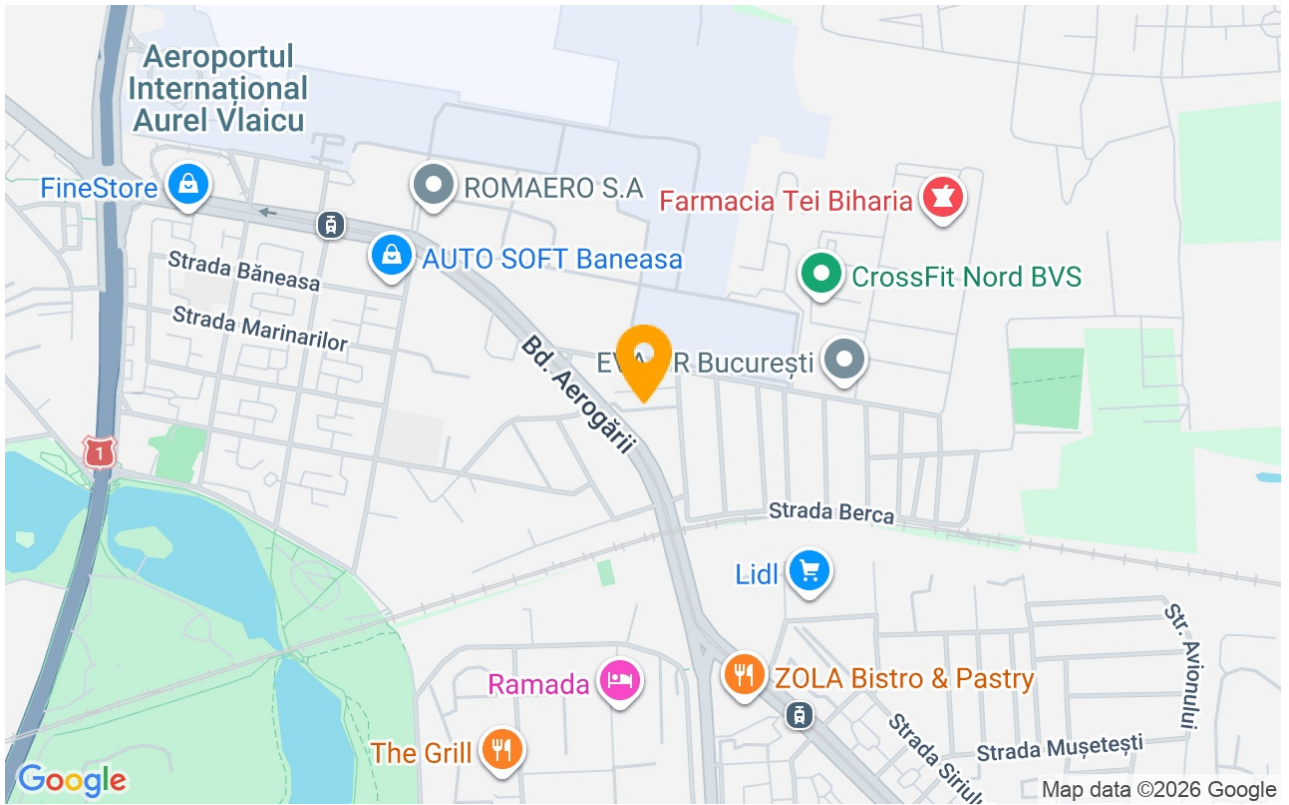 Aeroportul
Internațional
Aurel Vlaicu
FineStore
ROMAERO S.A
Farmacia Tei Biharia
Strada Băneasa
AUTO SOFT Baneasa
CrossFit Nord BVS
Strada Marinarilor
Bd. Aerogării
București
1
Strada Berca
Lidl
Str. Avionului
Ramada
ZOLA Bistro & Pastry
The Grill
Strada Mușetești
Google
Map data ©2026 Google